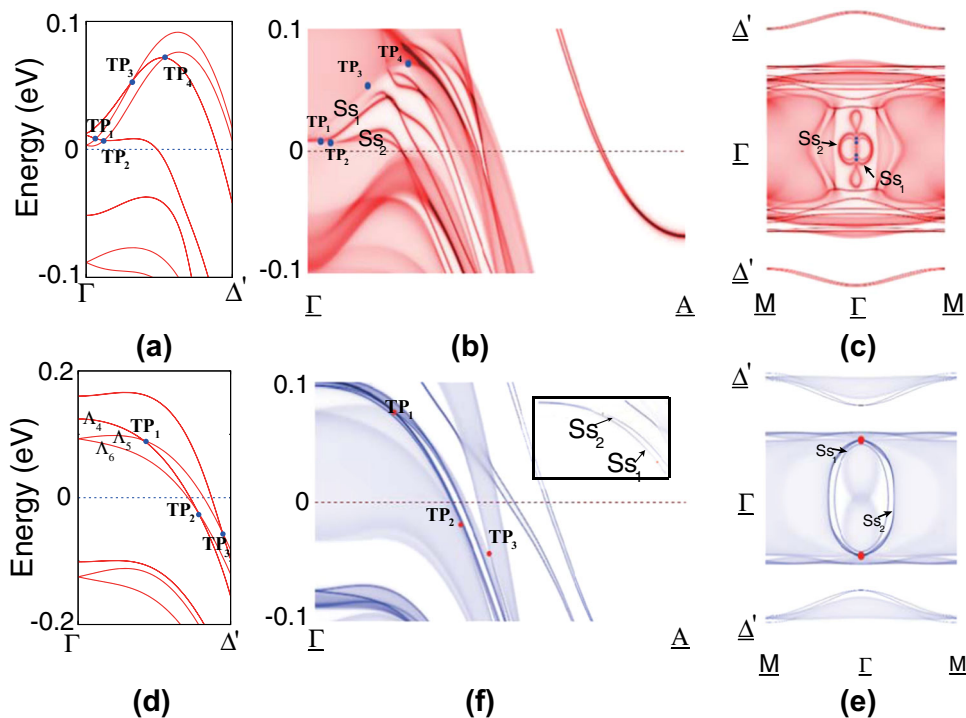 0.1
TP3
TP4
TP1
TP2
0
-0.1
Energy (eV)
Γ
Δ'
(a)
0.1
TP4
TP3
Ss1
TP1
TP2
Ss2
0
-0.1
Γ
A
(b)
Δ'
Γ
Ss2
Ss1
Δ'
M
Γ
M
(c)
0.2
Λ4
Λ5
Λ6
TP1
0
TP2
TP3
-0.2
Energy (eV)
Γ
Δ'
(d)
0.1
TP1
Ss2
Ss1
0
TP2
TP3
-0.1
Γ
A
(f)
Δ'
Γ
Ss1
Ss2
Δ'
M
Γ
M
(e)